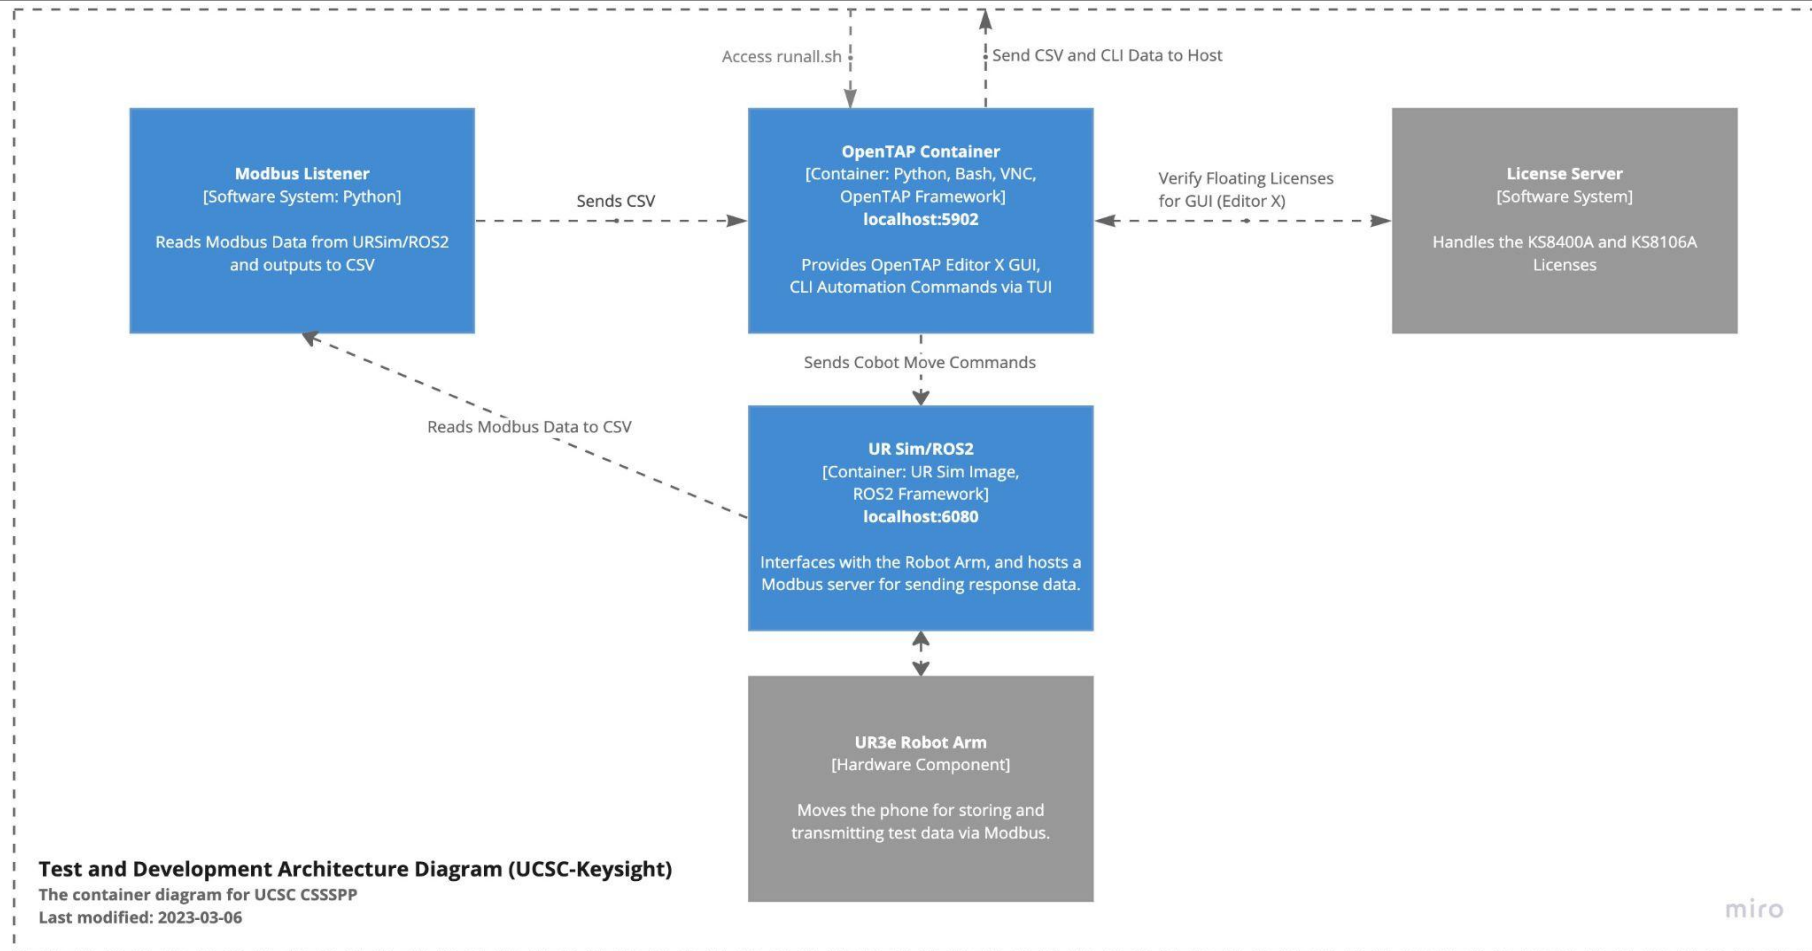 Access runall.sh
Send CSV and CLI Data to Host
Modbus Listener
[Software System: Python]
Reads Modbus Data from URSim/ROS2
and outputs to CSV
Sends CSV
OpenTAP Container
[Container: Python, Bash, VNC,
OpenTAP Framework]
localhost:5902
Provides OpenTAP Editor X GUI,
CLI Automation Commands via TUI
Verify Floating Licenses
for GUI (Editor X)
License Server
[Software System]
Handles the KS8400A and KS8106A
Licenses
Sends Cobot Move Commands
Reads Modbus Data to CSV
UR Sim/ROS2
[Container: UR Sim Image,
ROS2 Framework]
localhost:6080
Interfaces with the Robot Arm, and hosts a
Modbus server for sending response data.
UR3e Robot Arm
[Hardware Component]
Moves the phone for storing and
transmitting test data via Modbus.
Test and Development Architecture Diagram (UCSC-Keysight)
The container diagram for UCSC CSSSPP
Last modified: 2023-03-06
miro